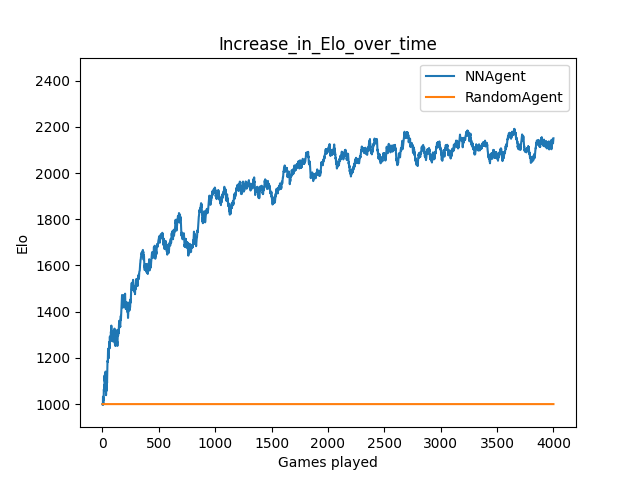 Increase_in_Elo_over_time
NNAgent
RandomAgent
Elo
2400
2200
2000
1800
1600
1400
1200
1000
0 500 1000 1500 2000 2500 3000 3500 4000
Games played